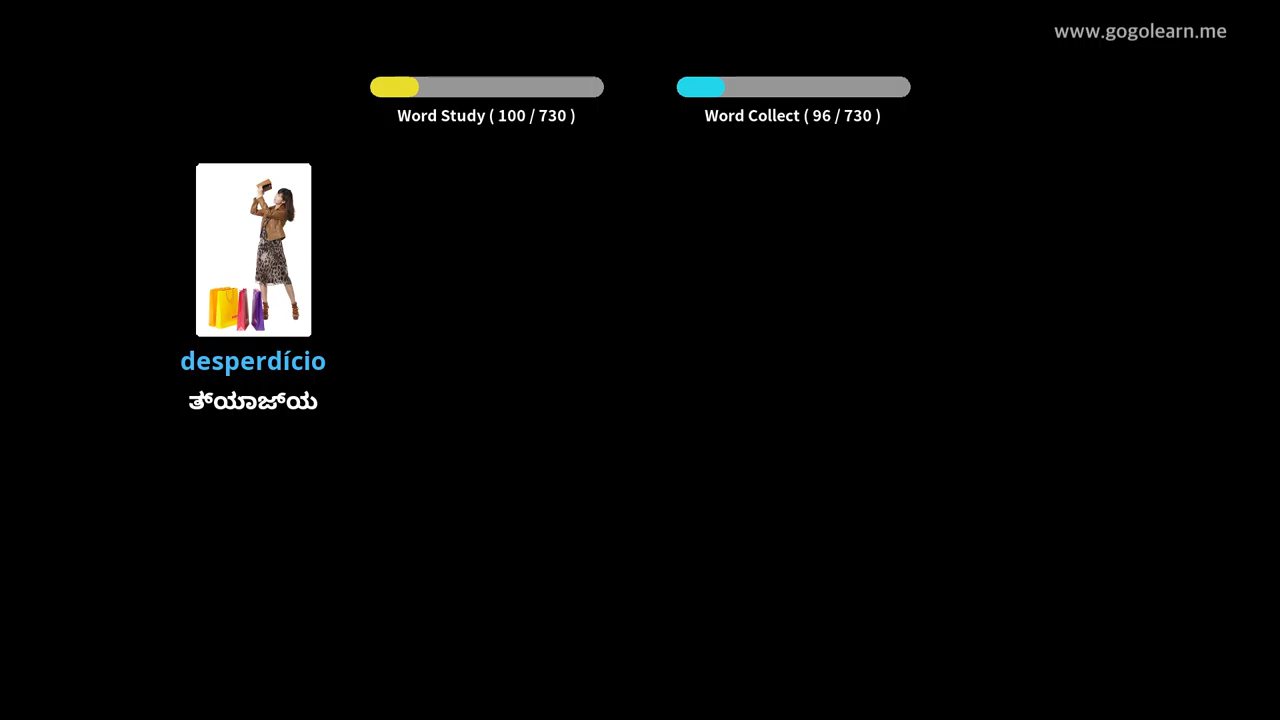 www.gogolearn.me
Word Study ( 100 / 730 )
Word Collect ( 96 / 730 )
desperdício
ತ್‌ಯಾಜ್‌ಯ